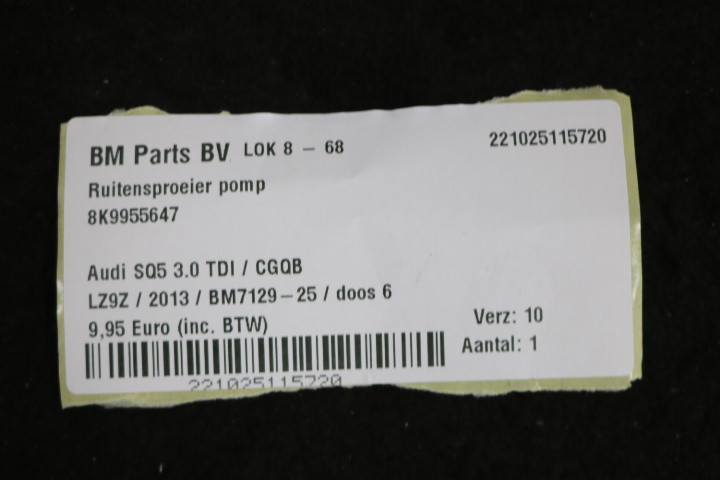 BM Parts BV LOK 8 - 68 221025115720
Ruitensproeier pomp
8K9955647
Audi SQ5 3.0 TDI / CGQB
LZ9Z / 2013 / BM7129-25 / doos 6
9,95 Euro (inc. BTW) Verz: 10
Aantal: 1
221025115720